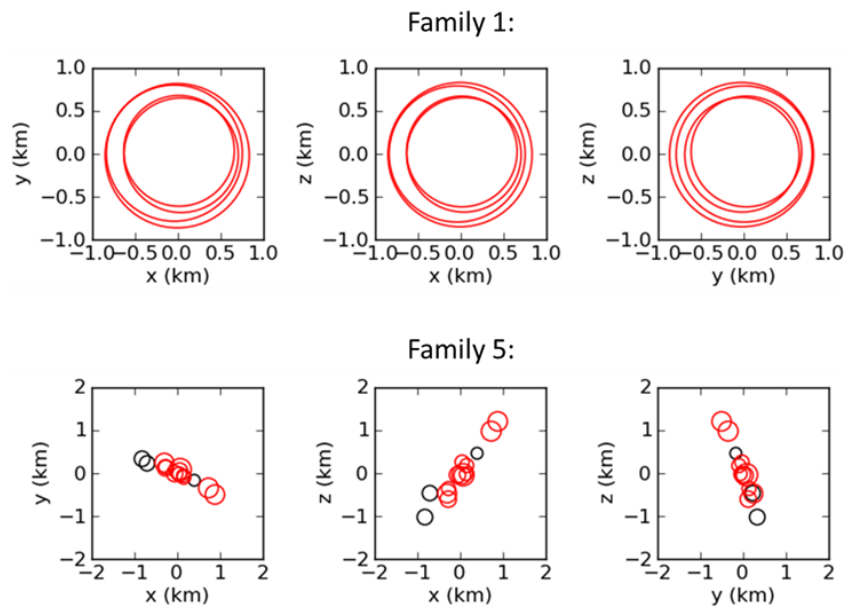 Family 1:
1.0 1.0 1.0
0.5 0.5 0.5
y (km) 0.0 z (km) 0.0 z (km) 0.0
−0.5 −0.5 −0.5
−1.0 −1.0 −1.0
−1.0 −0.5 0.0 0.5 1.0 −1.0 −0.5 0.0 0.5 1.0 −1.0 −0.5 0.0 0.5 1.0
x (km) x (km) y (km)
Family 5:
2 2 2
1 1 1
y (km) 0 z (km) 0 z (km) 0
−1 −1 −1
−2 −2 −2
−2 −1 0 1 2 −2 −1 0 1 2 −2 −1 0 1 2
x (km) x (km) y (km)